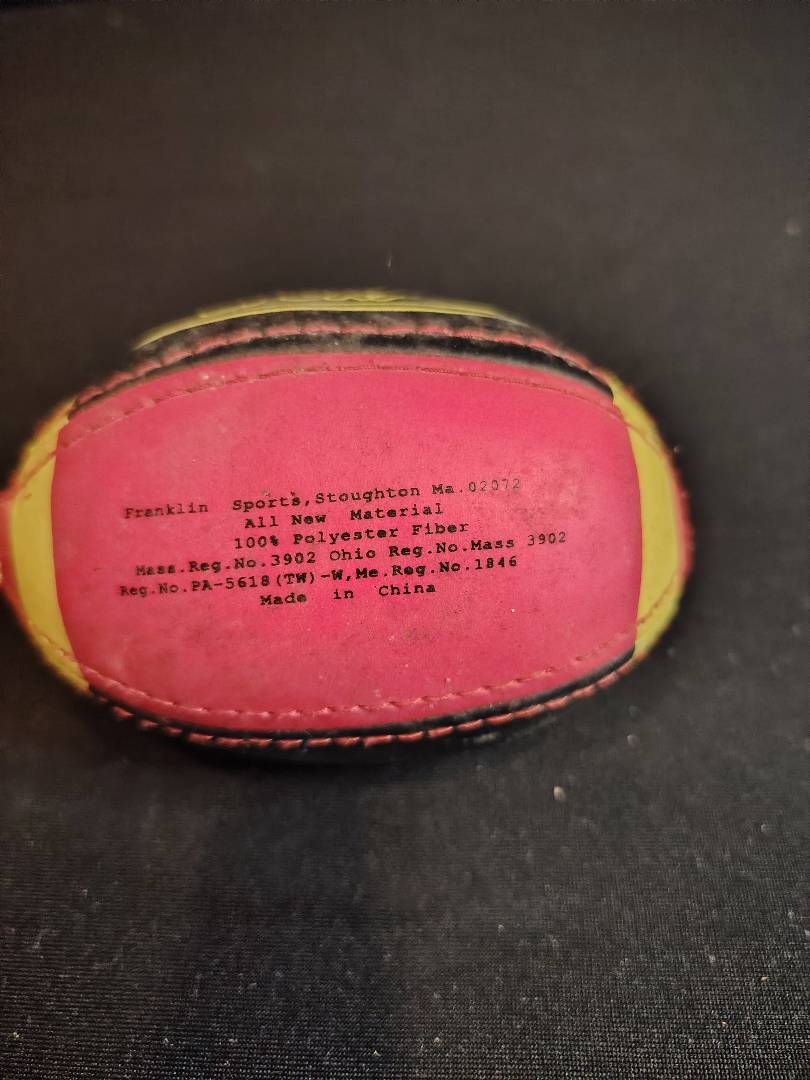 Franklin Sports,Stoughton Ma.02072
All New Material
100% Polyester Fiber
Mass.Reg.No.3902 Ohio Reg.No.Mass 3902
Reg.No.PA-5618(TW)-W,Me.Reg.No.1846
Made in China